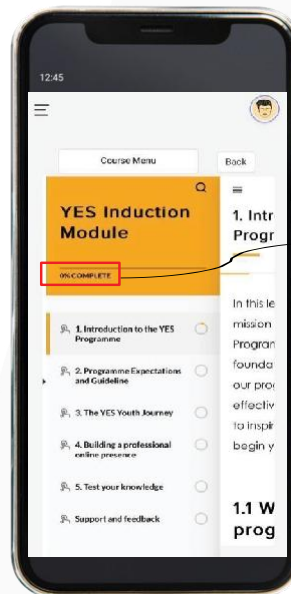 12:45
Course Menu
Back
YES Induction
Module
0% COMPLETE
1. Introduction to the YES
Programme
2. Programme Expectations
and Guideline
3. The YES Youth Journey
4. Building a professional
online presence
5. Test your knowledge
Support and feedback
1. Intr
Progr
In this le
mission
Program
founda
our prog
effectiv
to inspir
begin y
1.1 W
prog